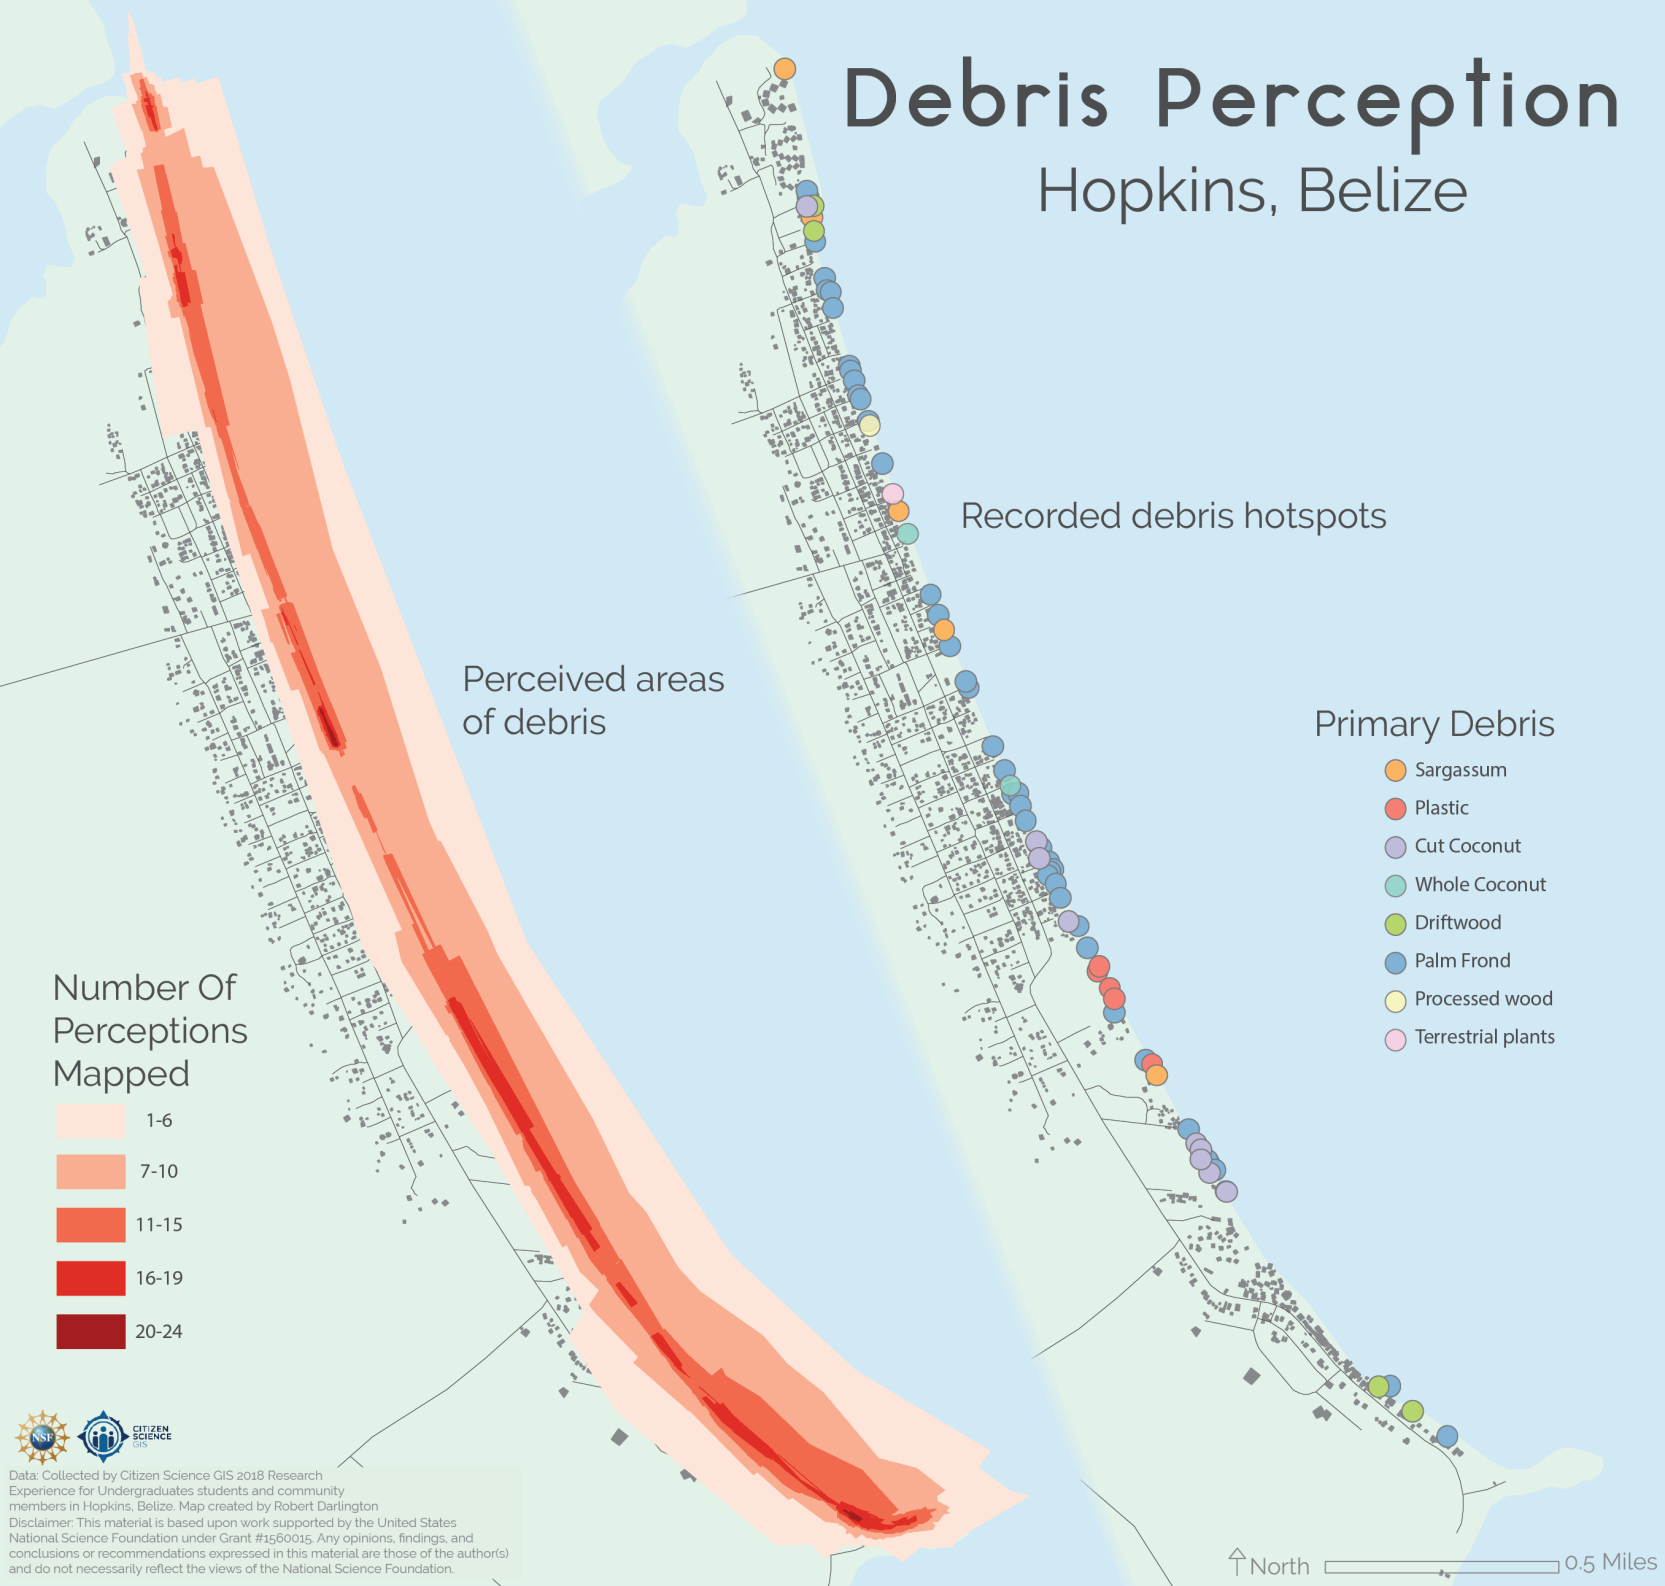 Debris Perception
Hopkins, Belize
Recorded debris hotspots
Perceived areas
of debris
Primary Debris
Sargassum
Plastic
Cut Coconut
Whole Coconut
Driftwood
Palm Frond
Processed wood
Terrestrial plants
Number Of
Perceptions
Mapped
1-6
7-10
11-15
16-19
20-24
NSF
CITIZEN
SCIENCE
GIS
Data: Collected by Citizen Science GIS 2018 Research
Experience for Undergraduates students and community
members in Hopkins, Belize. Map created by Robert Darlington
Disclaimer: This material is based upon work supported by the United States
National Science Foundation under Grant #1560015. Any opinions, findings, and
conclusions or recommendations expressed in this material are those of the author(s)
and do not necessarily reflect the views of the National Science Foundation.
North
0.5 Miles